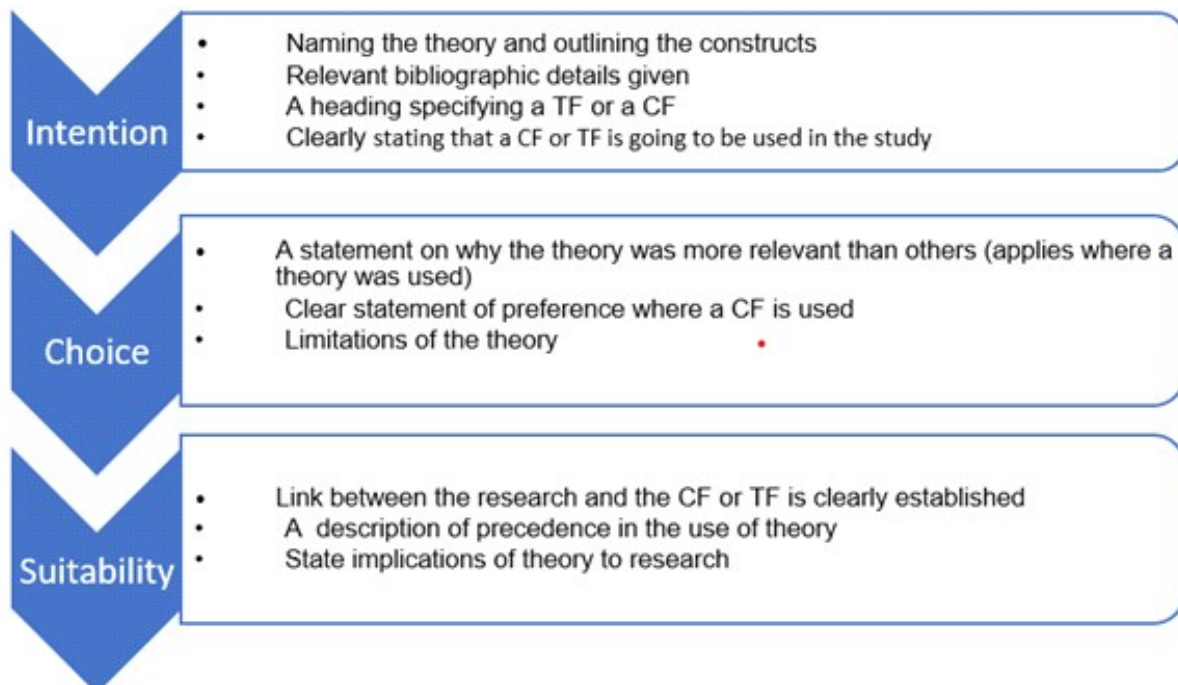 Intention
• Naming the theory and outlining the constructs
• Relevant bibliographic details given
• A heading specifying a TF or a CF
• Clearly stating that a CF or TF is going to be used in the study
Choice
• A statement on why the theory was more relevant than others (applies where a
theory was used)
• Clear statement of preference where a CF is used
• Limitations of the theory
Suitability
• Link between the research and the CF or TF is clearly established
• A description of precedence in the use of theory
• State implications of theory to research